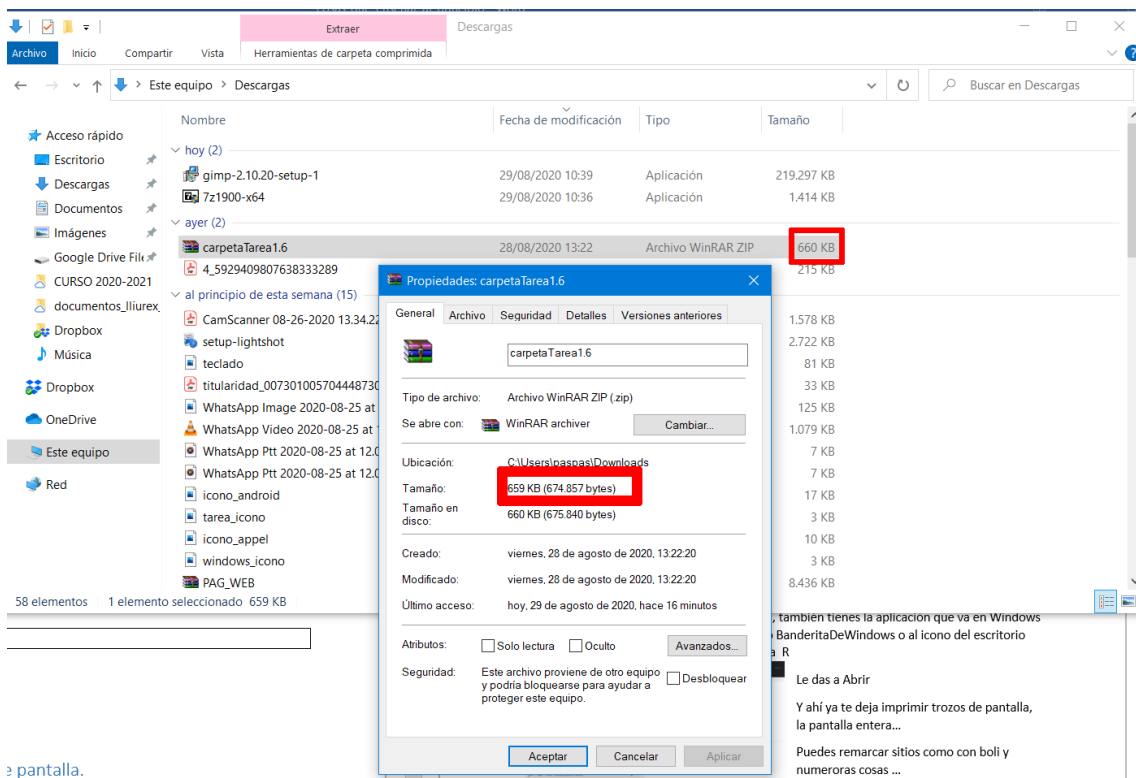 Extraer
Descargas
Archivo Inicio Compartir Vista Herramientas de carpeta comprimida
Este equipo > Descargas
Buscar en Descargas
Nombre Fecha de modificación Tipo Tamaño
Acceso rápido
Escritorio
Descargas
Documentos
Imágenes
Google Drive File
CURSO 2020-2021
documentos_lliurex_
Dropbox
Música
Dropbox
OneDrive
Este equipo
Red
hoy (2)
gimp-2.10.20-setup-1 29/08/2020 10:39 Aplicación 219.297 KB
7z1900-x64 29/08/2020 10:36 Aplicación 1.414 KB
ayer (2)
carpetaTarea1.6 28/08/2020 13:22 Archivo WinRAR ZIP 660 KB
4_5929409807638333289 215 KB
al principio de esta semana (15)
CamScanner 08-26-2020 13.34.22 1.578 KB
setup-lightshot 2.722 KB
teclado 81 KB
titularidad_007301005704448730 33 KB
WhatsApp Image 2020-08-25 at 125 KB
WhatsApp Video 2020-08-25 at 1.079 KB
WhatsApp Ptt 2020-08-25 at 12.0 7 KB
WhatsApp Ptt 2020-08-25 at 12.0 7 KB
icono_android 17 KB
tarea_icono 3 KB
icono_appel 10 KB
windows_icono 3 KB
PAG_WEB 8.436 KB
58 elementos 1 elemento seleccionado 659 KB
Propiedades: carpetaTarea1.6
General Archivo Seguridad Detalles Versiones anteriores
carpetaTarea1.6
Tipo de archivo: Archivo WinRAR ZIP (.zip)
Se abre con: WinRAR archiver Cambiar...
Ubicación: C:\Users\paspas\Downloads
Tamaño: 659 KB (674.857 bytes)
Tamaño en
disco: 660 KB (675.840 bytes)
Creado: viernes, 28 de agosto de 2020, 13:22:20
Modificado: viernes, 28 de agosto de 2020, 13:22:20
Último acceso: hoy, 29 de agosto de 2020, hace 16 minutos
Atributos: Solo lectura Oculto Avanzados...
Seguridad: Este archivo proviene de otro equipo
y podría bloquearse para ayudar a
proteger este equipo.
Desbloquear
Aceptar Cancelar Aplicar
, también tienes la aplicación que va en Windows
BanderitaDeWindows o al icono del escritorio
a R
Le das a Abrir
Y ahí ya te deja imprimir trozos de pantalla,
la pantalla entera...
Puedes remarcar sitios como con boli y
numeroras cosas ...
e pantalla.